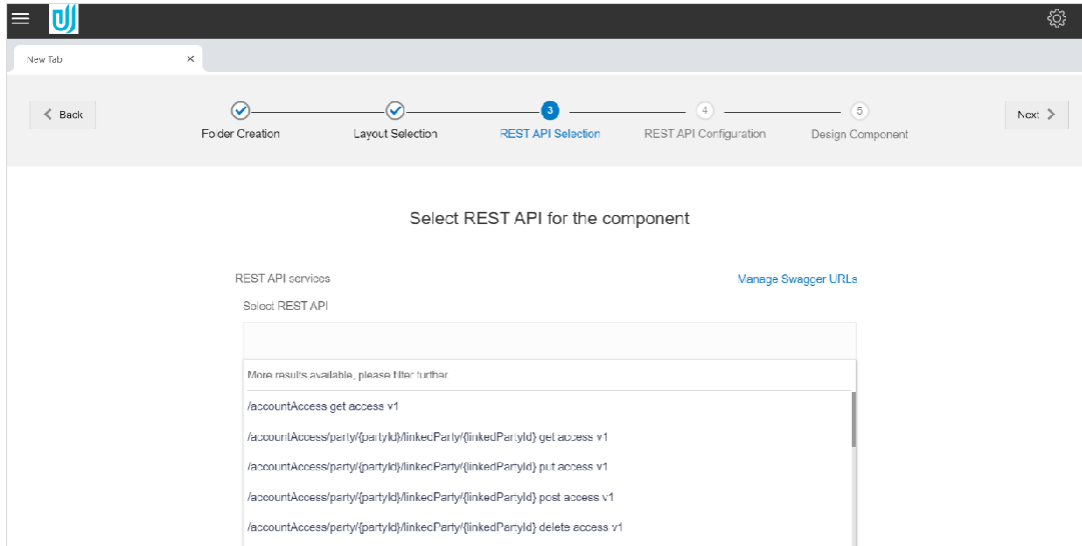 New Tab
Back
3
4
5
Next
Folder Creation
Layout Selection
REST API Selection
REST API Configuration
Design Component
Select REST API for the component
REST API services
Manage Swagger URLs
Select REST API
More results available, please filter further
/accountAccess get access v1
/accountAccess/party/{partyId}/linkedParty/{linkedPartyId} get access v1
/accountAccess/party/{partyId}/linkedParty/{linkedPartyId} put access v1
/accountAccess/party/{partyId}/linkedParty/{linkedPartyId} post access v1
/accountAccess/party/{partyId}/linkedParty/{linkedPartyId} delete access v1